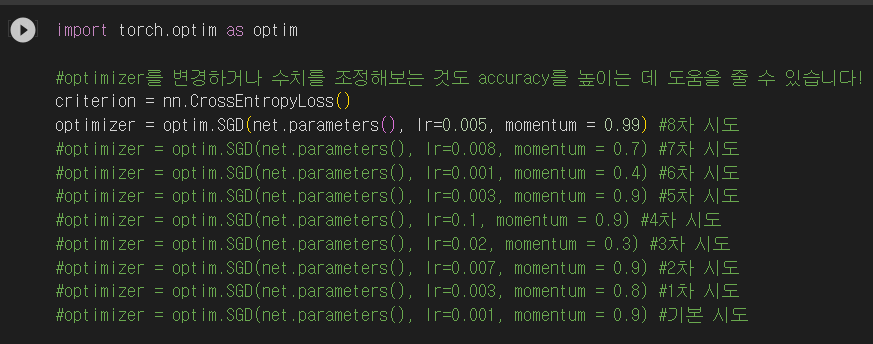 import torch.optim as optim
#optimizer를 변경하거나 수치를 조정해보는 것도 accuracy를 높이는 데 도움을 줄 수 있습니다!
criterion = nn.CrossEntropyLoss()
optimizer = optim.SGD(net.parameters(), lr=0.005, momentum = 0.99) #8차 시도
#optimizer = optim.SGD(net.parameters(), lr=0.008, momentum = 0.7) #7차 시도
#optimizer = optim.SGD(net.parameters(), lr=0.001, momentum = 0.4) #6차 시도
#optimizer = optim.SGD(net.parameters(), lr=0.003, momentum = 0.9) #5차 시도
#optimizer = optim.SGD(net.parameters(), lr=0.1, momentum = 0.9) #4차 시도
#optimizer = optim.SGD(net.parameters(), lr=0.02, momentum = 0.3) #3차 시도
#optimizer = optim.SGD(net.parameters(), lr=0.007, momentum = 0.9) #2차 시도
#optimizer = optim.SGD(net.parameters(), lr=0.003, momentum = 0.8) #1차 시도
#optimizer = optim.SGD(net.parameters(), lr=0.001, momentum = 0.9) #기본 시도